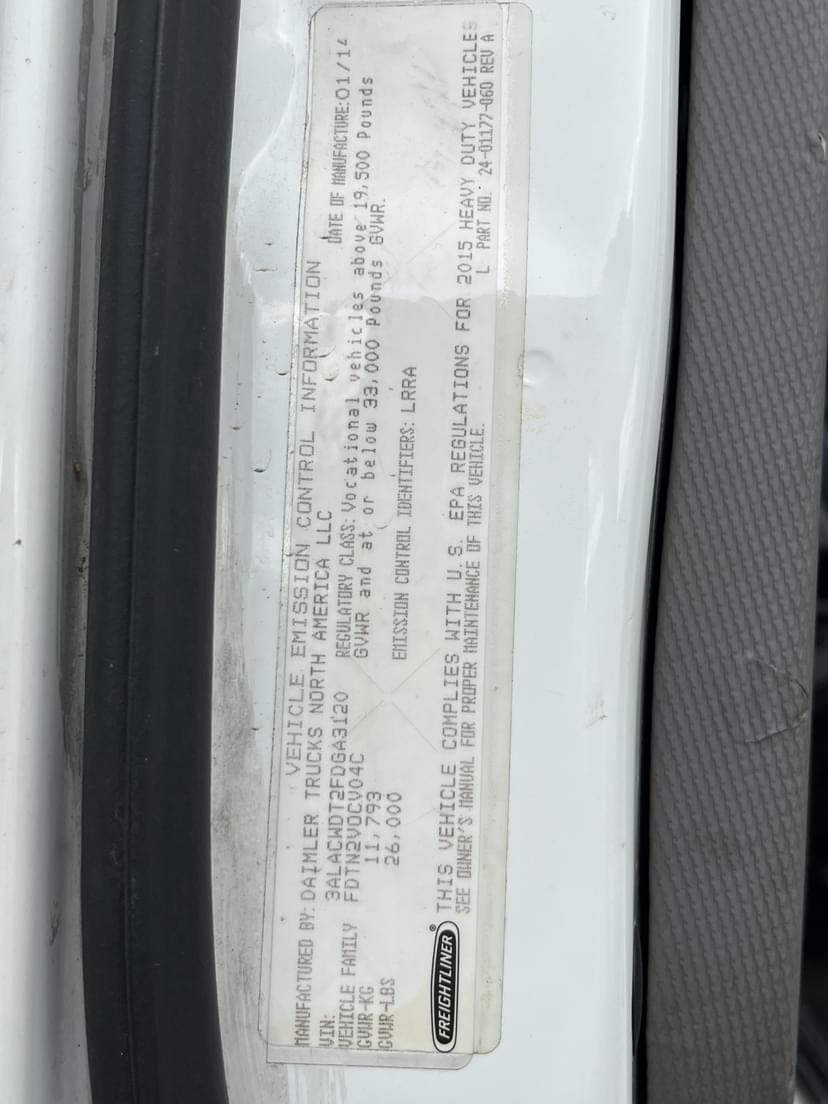 VEHICLE EMISSION CONTROL INFORMATION
MANUFACTURED BY: DAIMLER TRUCKS NORTH AMERICA LLC DATE OF MANUFACTURE: 01/14
VIN: 3ALACWDT2FDGA3120 REGULATORY CLASS: Vocational vehicles above 19,500 Pounds
VEHICLE FAMILY FDTN2VOCV04C GVWR and at or below 33,000 Pounds GVWR.
GVWR-KG 11,793
GVWR-LBS 26,000 EMISSION CONTROL IDENTIFIERS: LRRA
FREIGHTLINER® THIS VEHICLE COMPLIES WITH U.S. EPA REGULATIONS FOR 2015 HEAVY DUTY VEHICLES
SEE OWNER'S MANUAL FOR PROPER MAINTENANCE OF THIS VEHICLE. L PART NO. 24-01177-060 REV A